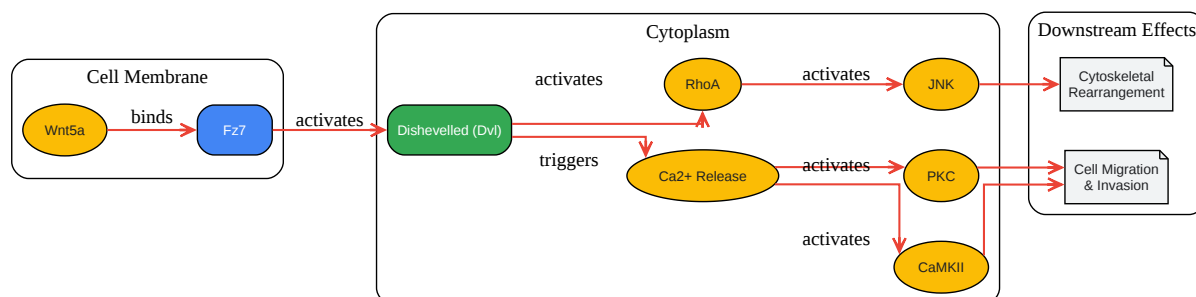 Cell Membrane
Wnt5a
binds
Fz7
activates
Cytoplasm
Dishevelled (Dvl)
activates
RhoA
activates
JNK
triggers
Ca2+ Release
activates
PKC
activates
CaMKII
Downstream Effects
Cytoskeletal
Rearrangement
Cell Migration
& Invasion